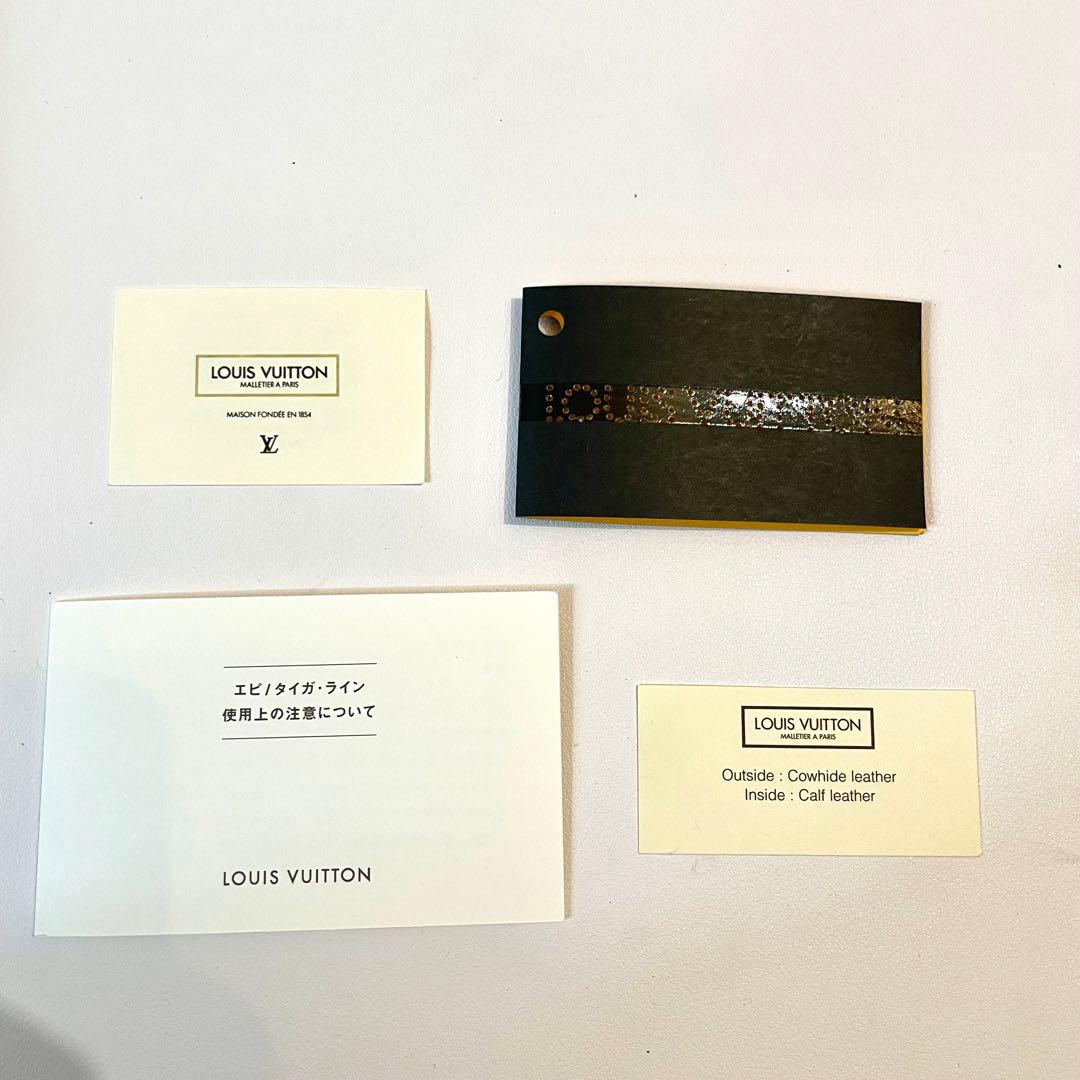 LOUIS VUITTON
MALLETIER A PARIS
MAISON FONDÉE EN 1854
LV
LOUIS
エピ/タイガ・ライン
使用上の注意について
LOUIS VUITTON
LOUIS VUITTON
MALLETIER A PARIS
Outside : Cowhide leather
Inside : Calf leather